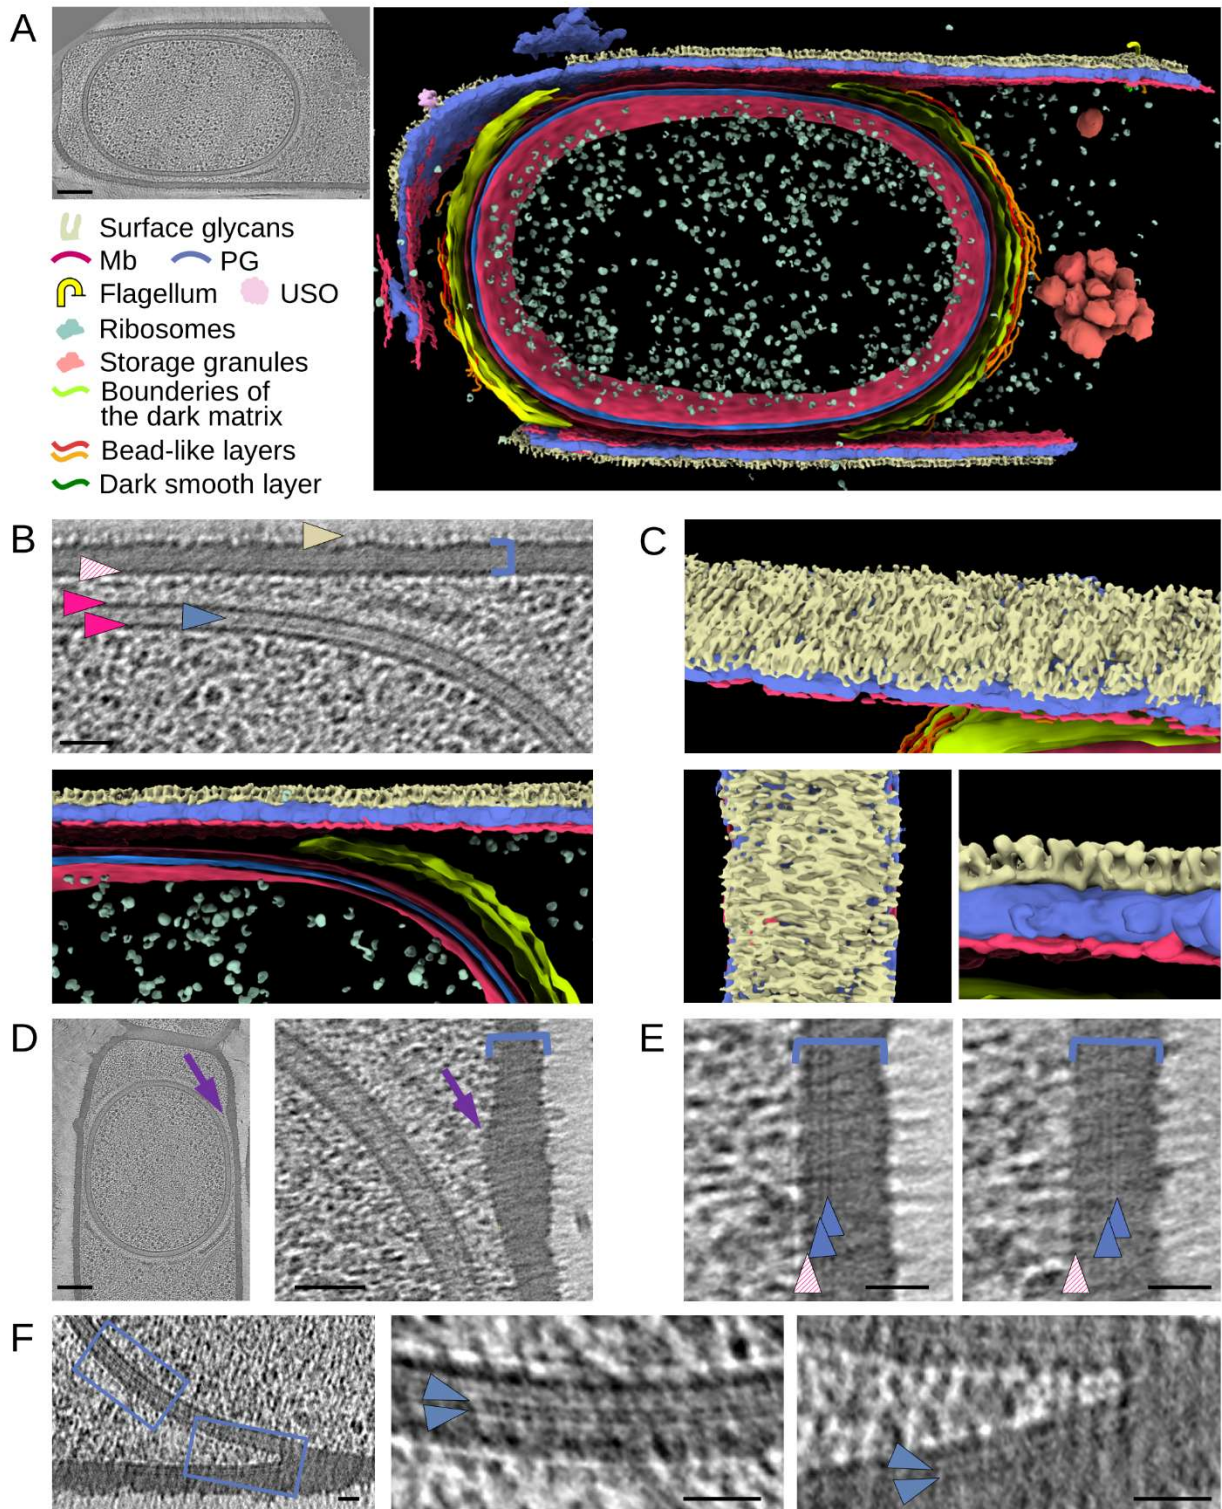 A
Surface glycans
Mb PG
Flagellum USO
Ribosomes
Storage granules
Bounderies of
the dark matrix
Bead-like layers
Dark smooth layer
B
C
D
E
F